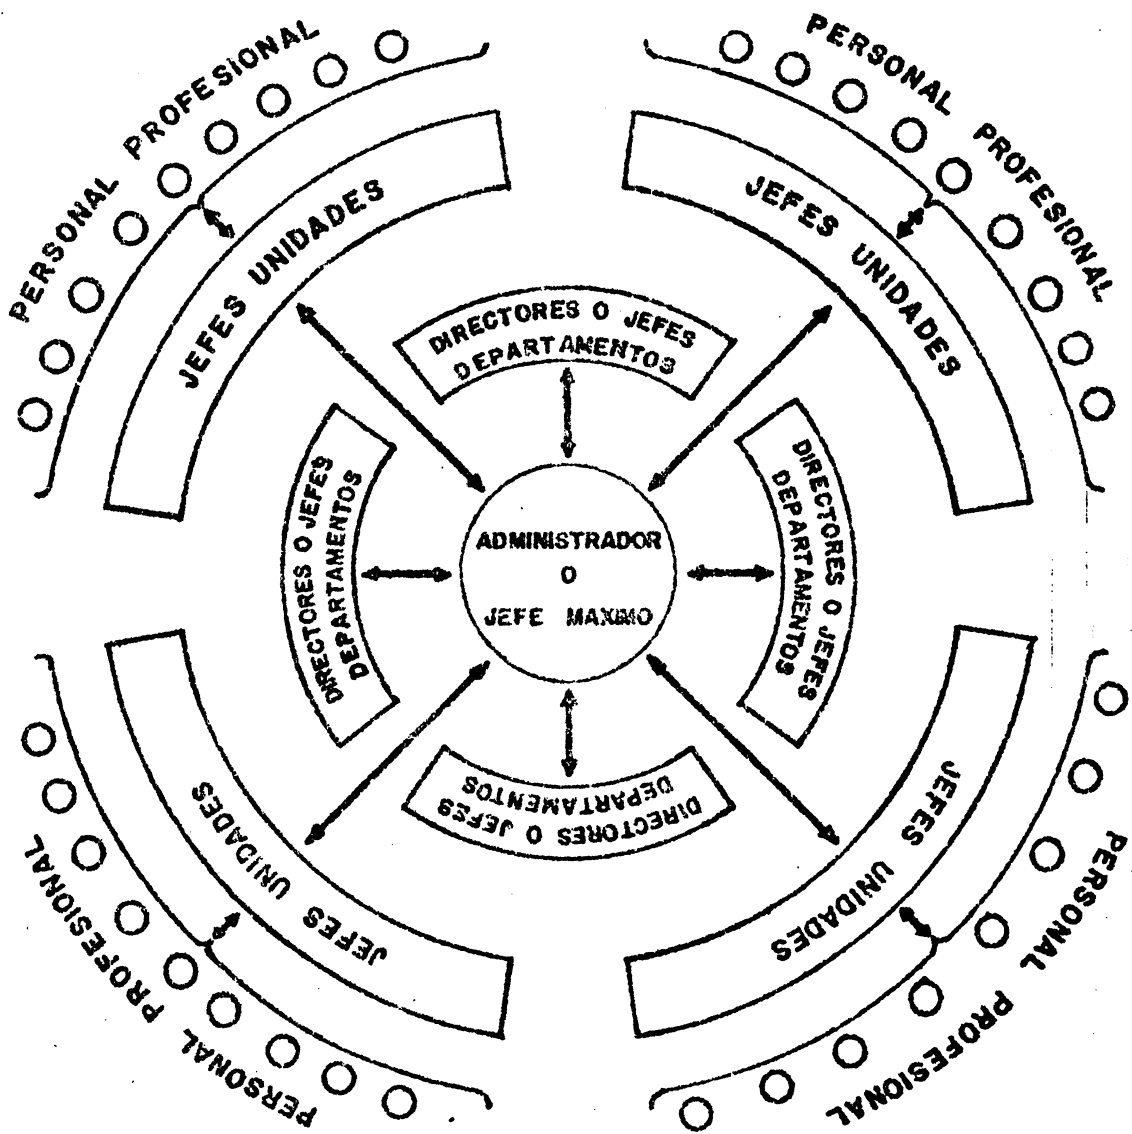 PERSONAL PROFESIONAL
PERSONAL PROFESIONAL
JEFES UNIDADES
JEFES UNIDADES
DIRECTORES O JEFES
DEPARTAMENTOS
DIRECTORES O JEFES
DEPARTAMENTOS
ADMINISTRADOR
O
JEFE MAXIMO
DIRECTORES O JEFES
DEPARTAMENTOS
DIRECTORES O JEFES
DEPARTAMENTOS
JEFES UNIDADES
JEFES UNIDADES
PERSONAL PROFESIONAL
PERSONAL PROFESIONAL